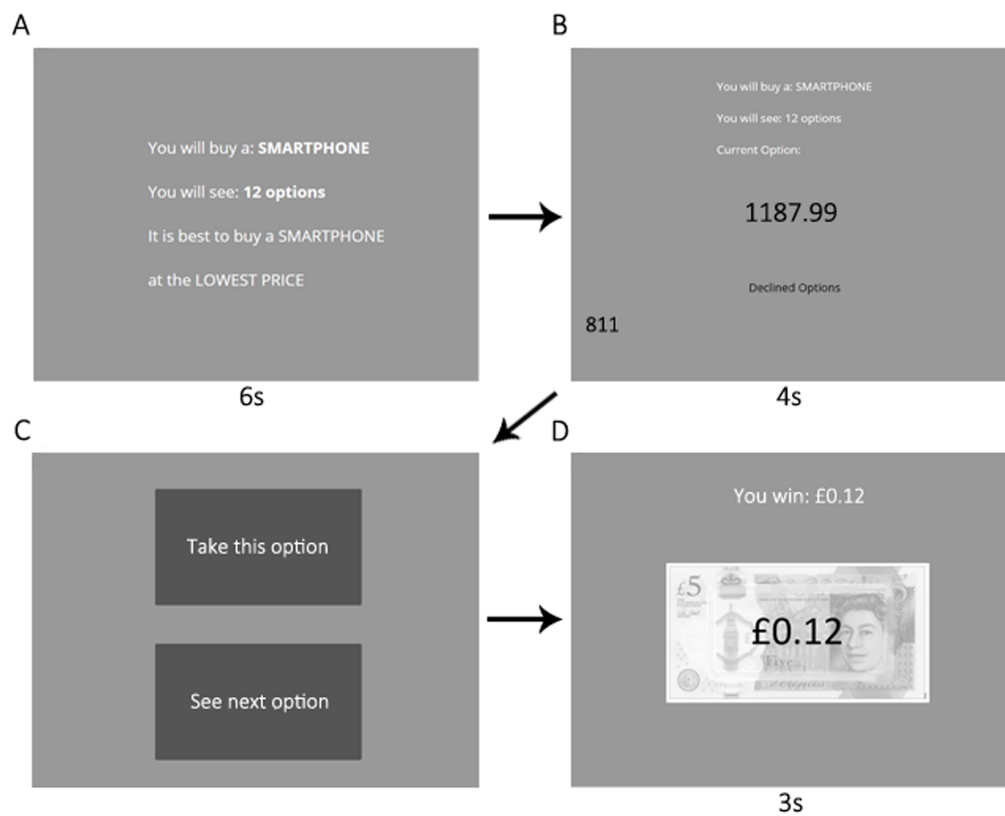 A
You will buy a: SMARTPHONE
You will see: 12 options
It is best to buy a SMARTPHONE
at the LOWEST PRICE
6s
B
You will buy a: SMARTPHONE
You will see: 12 options
Current Option:
1187.99
Declined Options
811
4s
C
Take this option
See next option
D
You win: £0.12
£5
£0.12
Five
3s